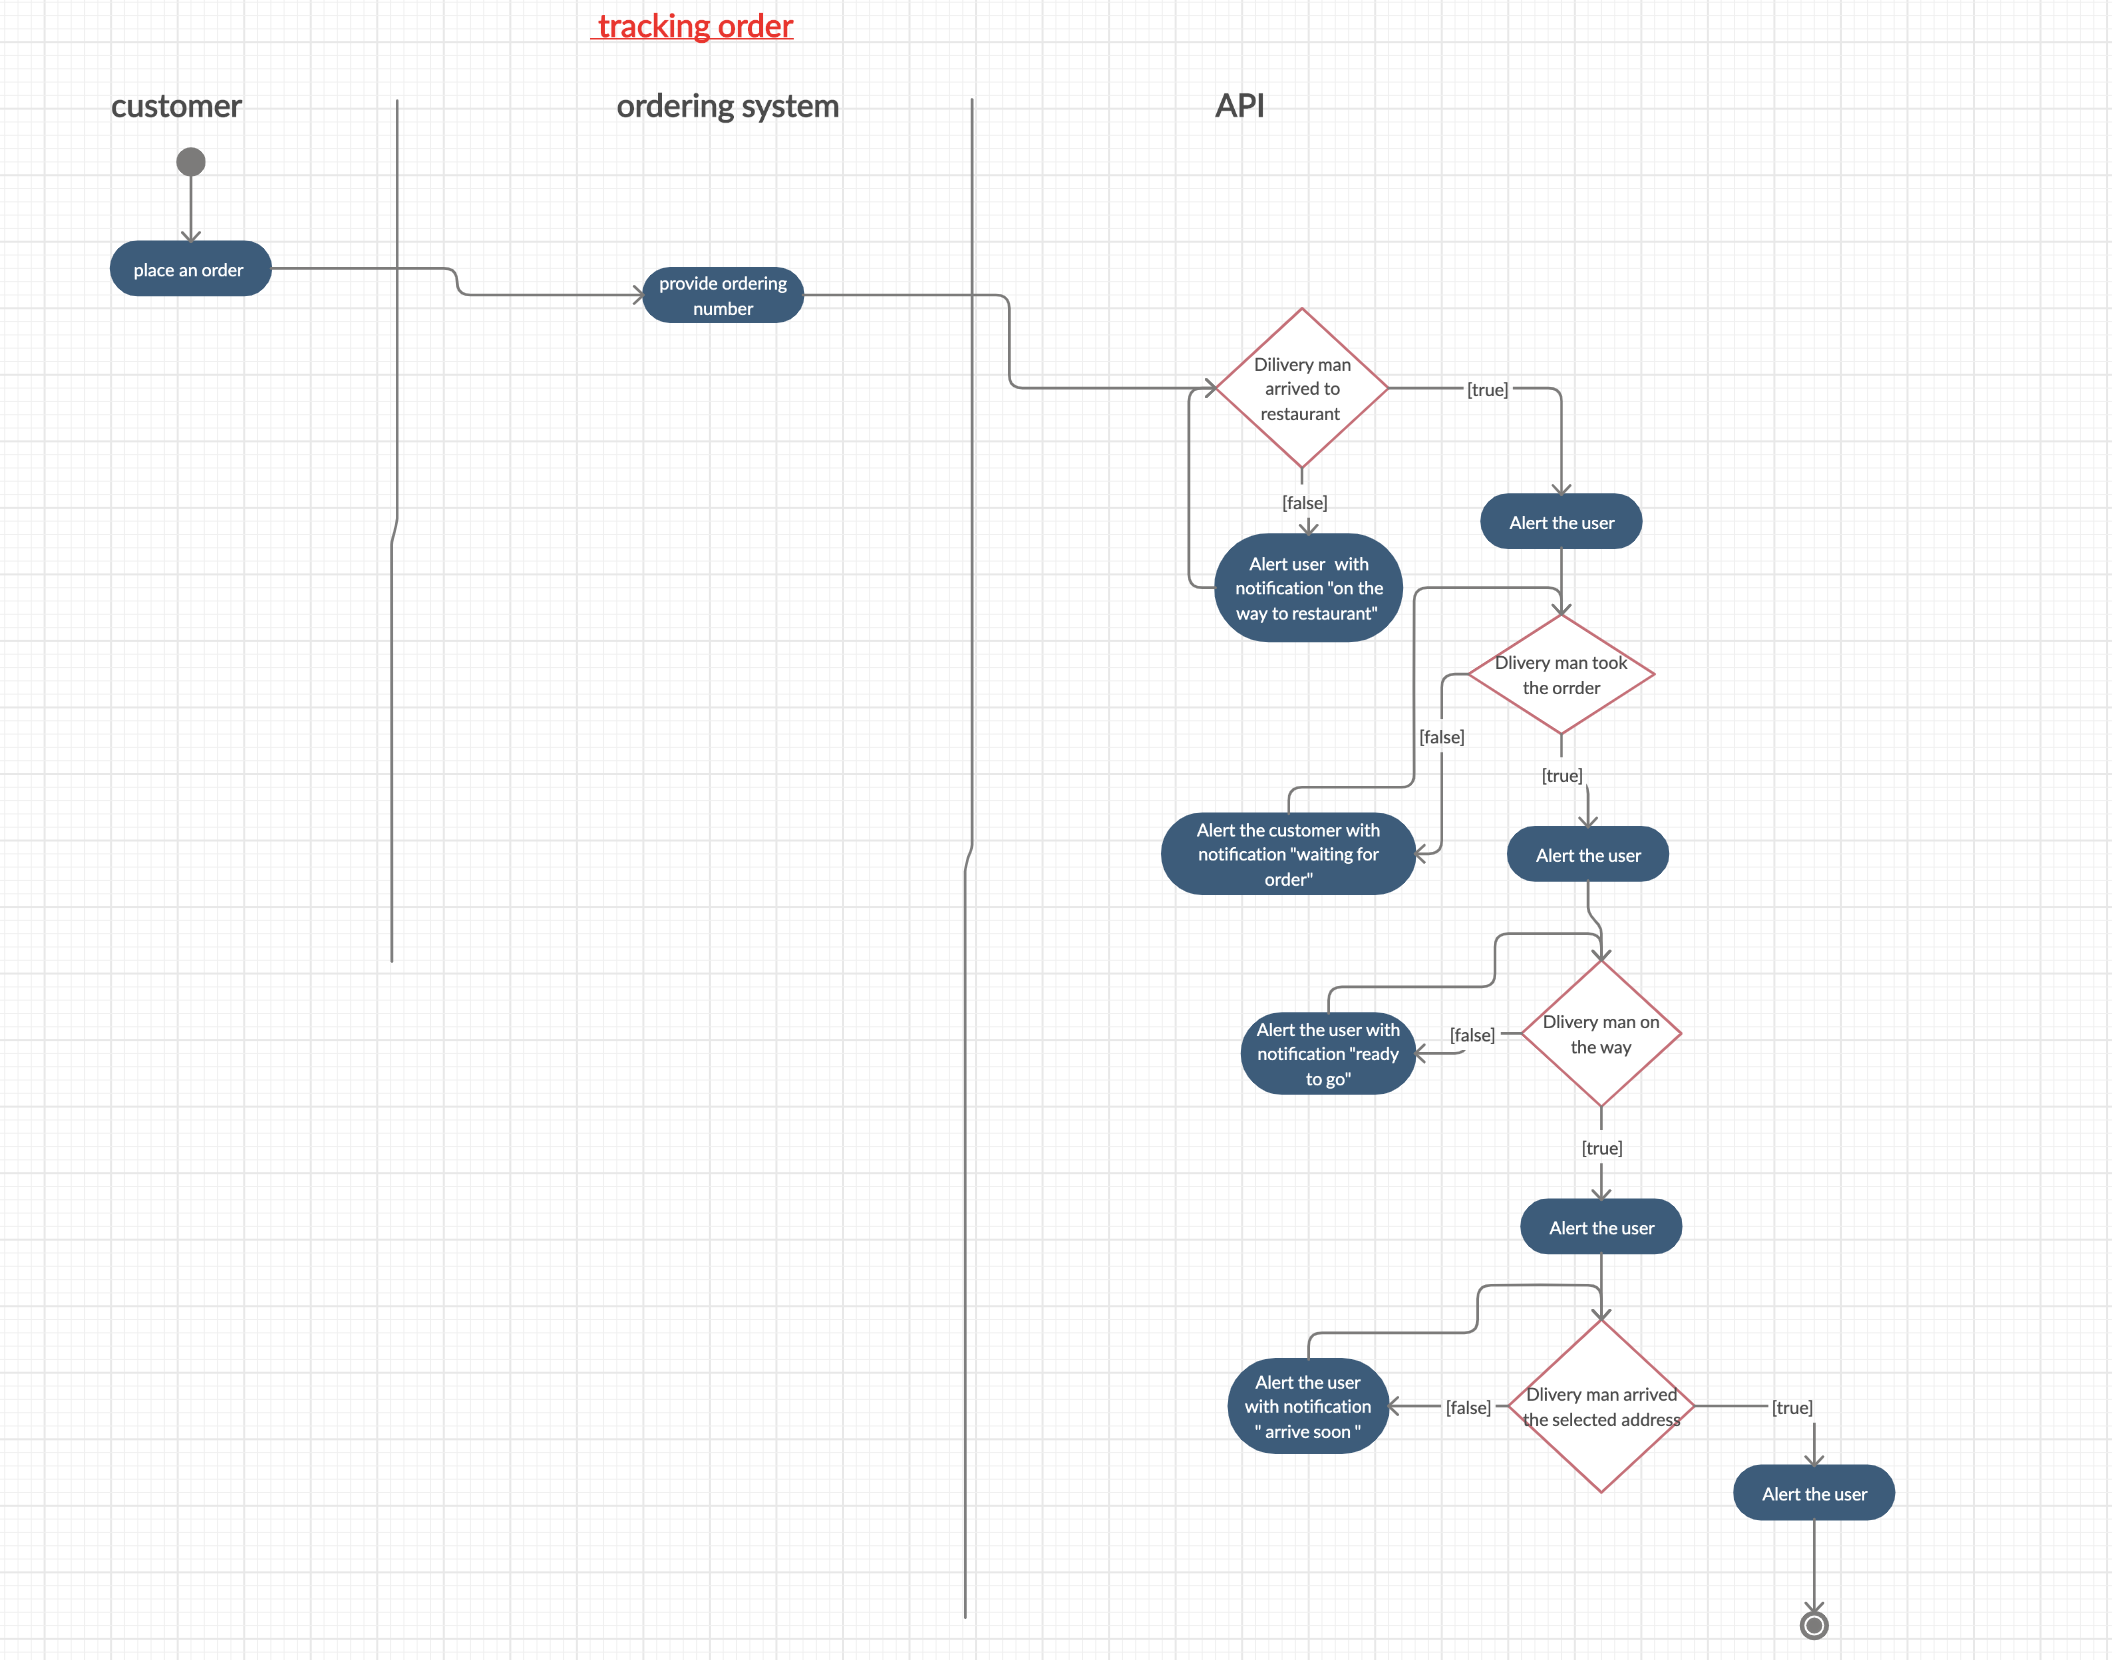 tracking order
customer
ordering system
API
place an order
provide ordering
number
Dilivery man
arrived to
restaurant
[true]
[false]
Alert the user
Alert user  with
notification "on the
way to restaurant"
Dlivery man took
the orrder
[false]
[true]
Alert the customer with
notification "waiting for
order"
Alert the user
Dlivery man on
the way
[false]
Alert the user with
notification "ready
to go"
[true]
Alert the user
Dlivery man arrived
the selected address
[false]
[true]
Alert the user
with notification
" arrive soon "
Alert the user